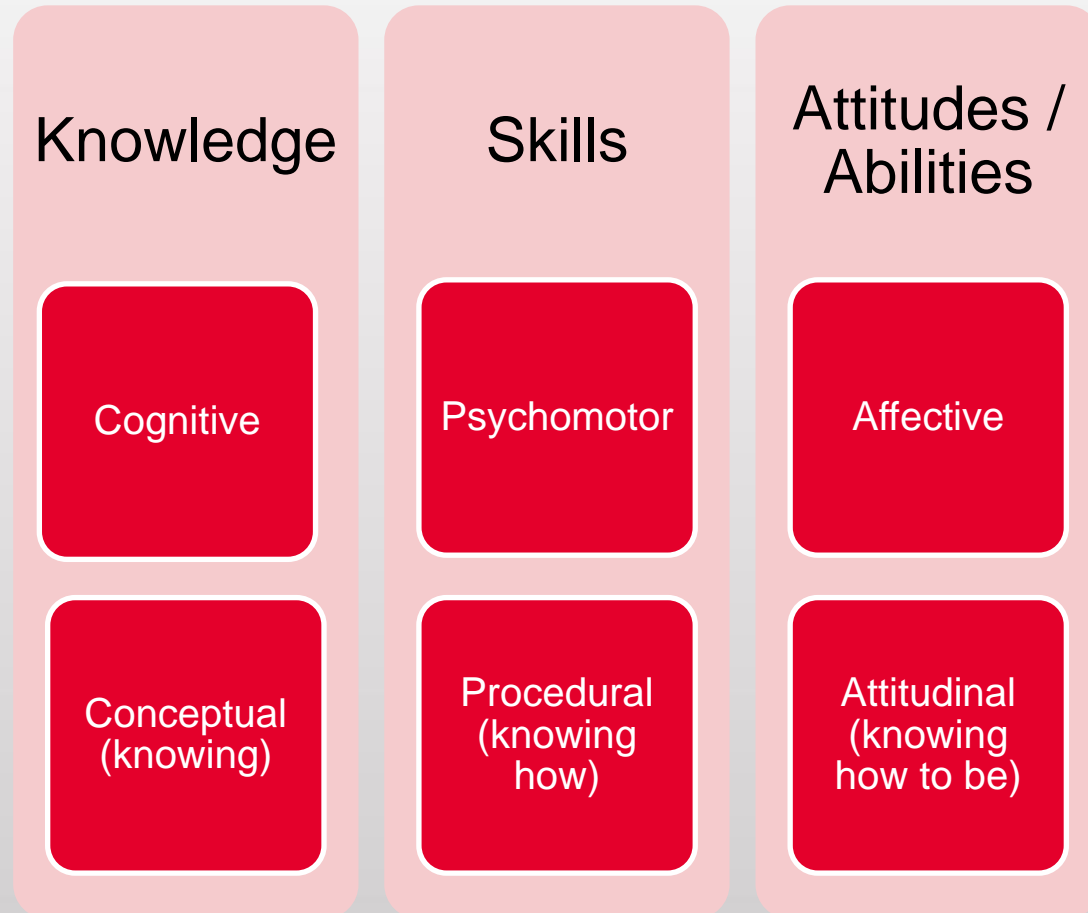 Knowledge
Cognitive
Conceptual
(knowing)
Skills
Psychomotor
Procedural
(knowing
how)
Attitudes /
Abilities
Affective
Attitudinal
(knowing
how to be)